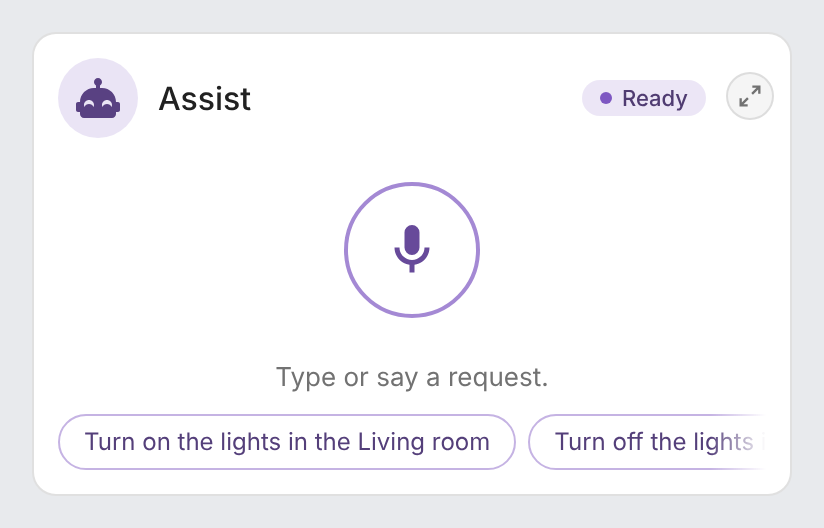 Assist
Ready
Type or say a request.
Turn on the lights in the Living room
Turn off the lights